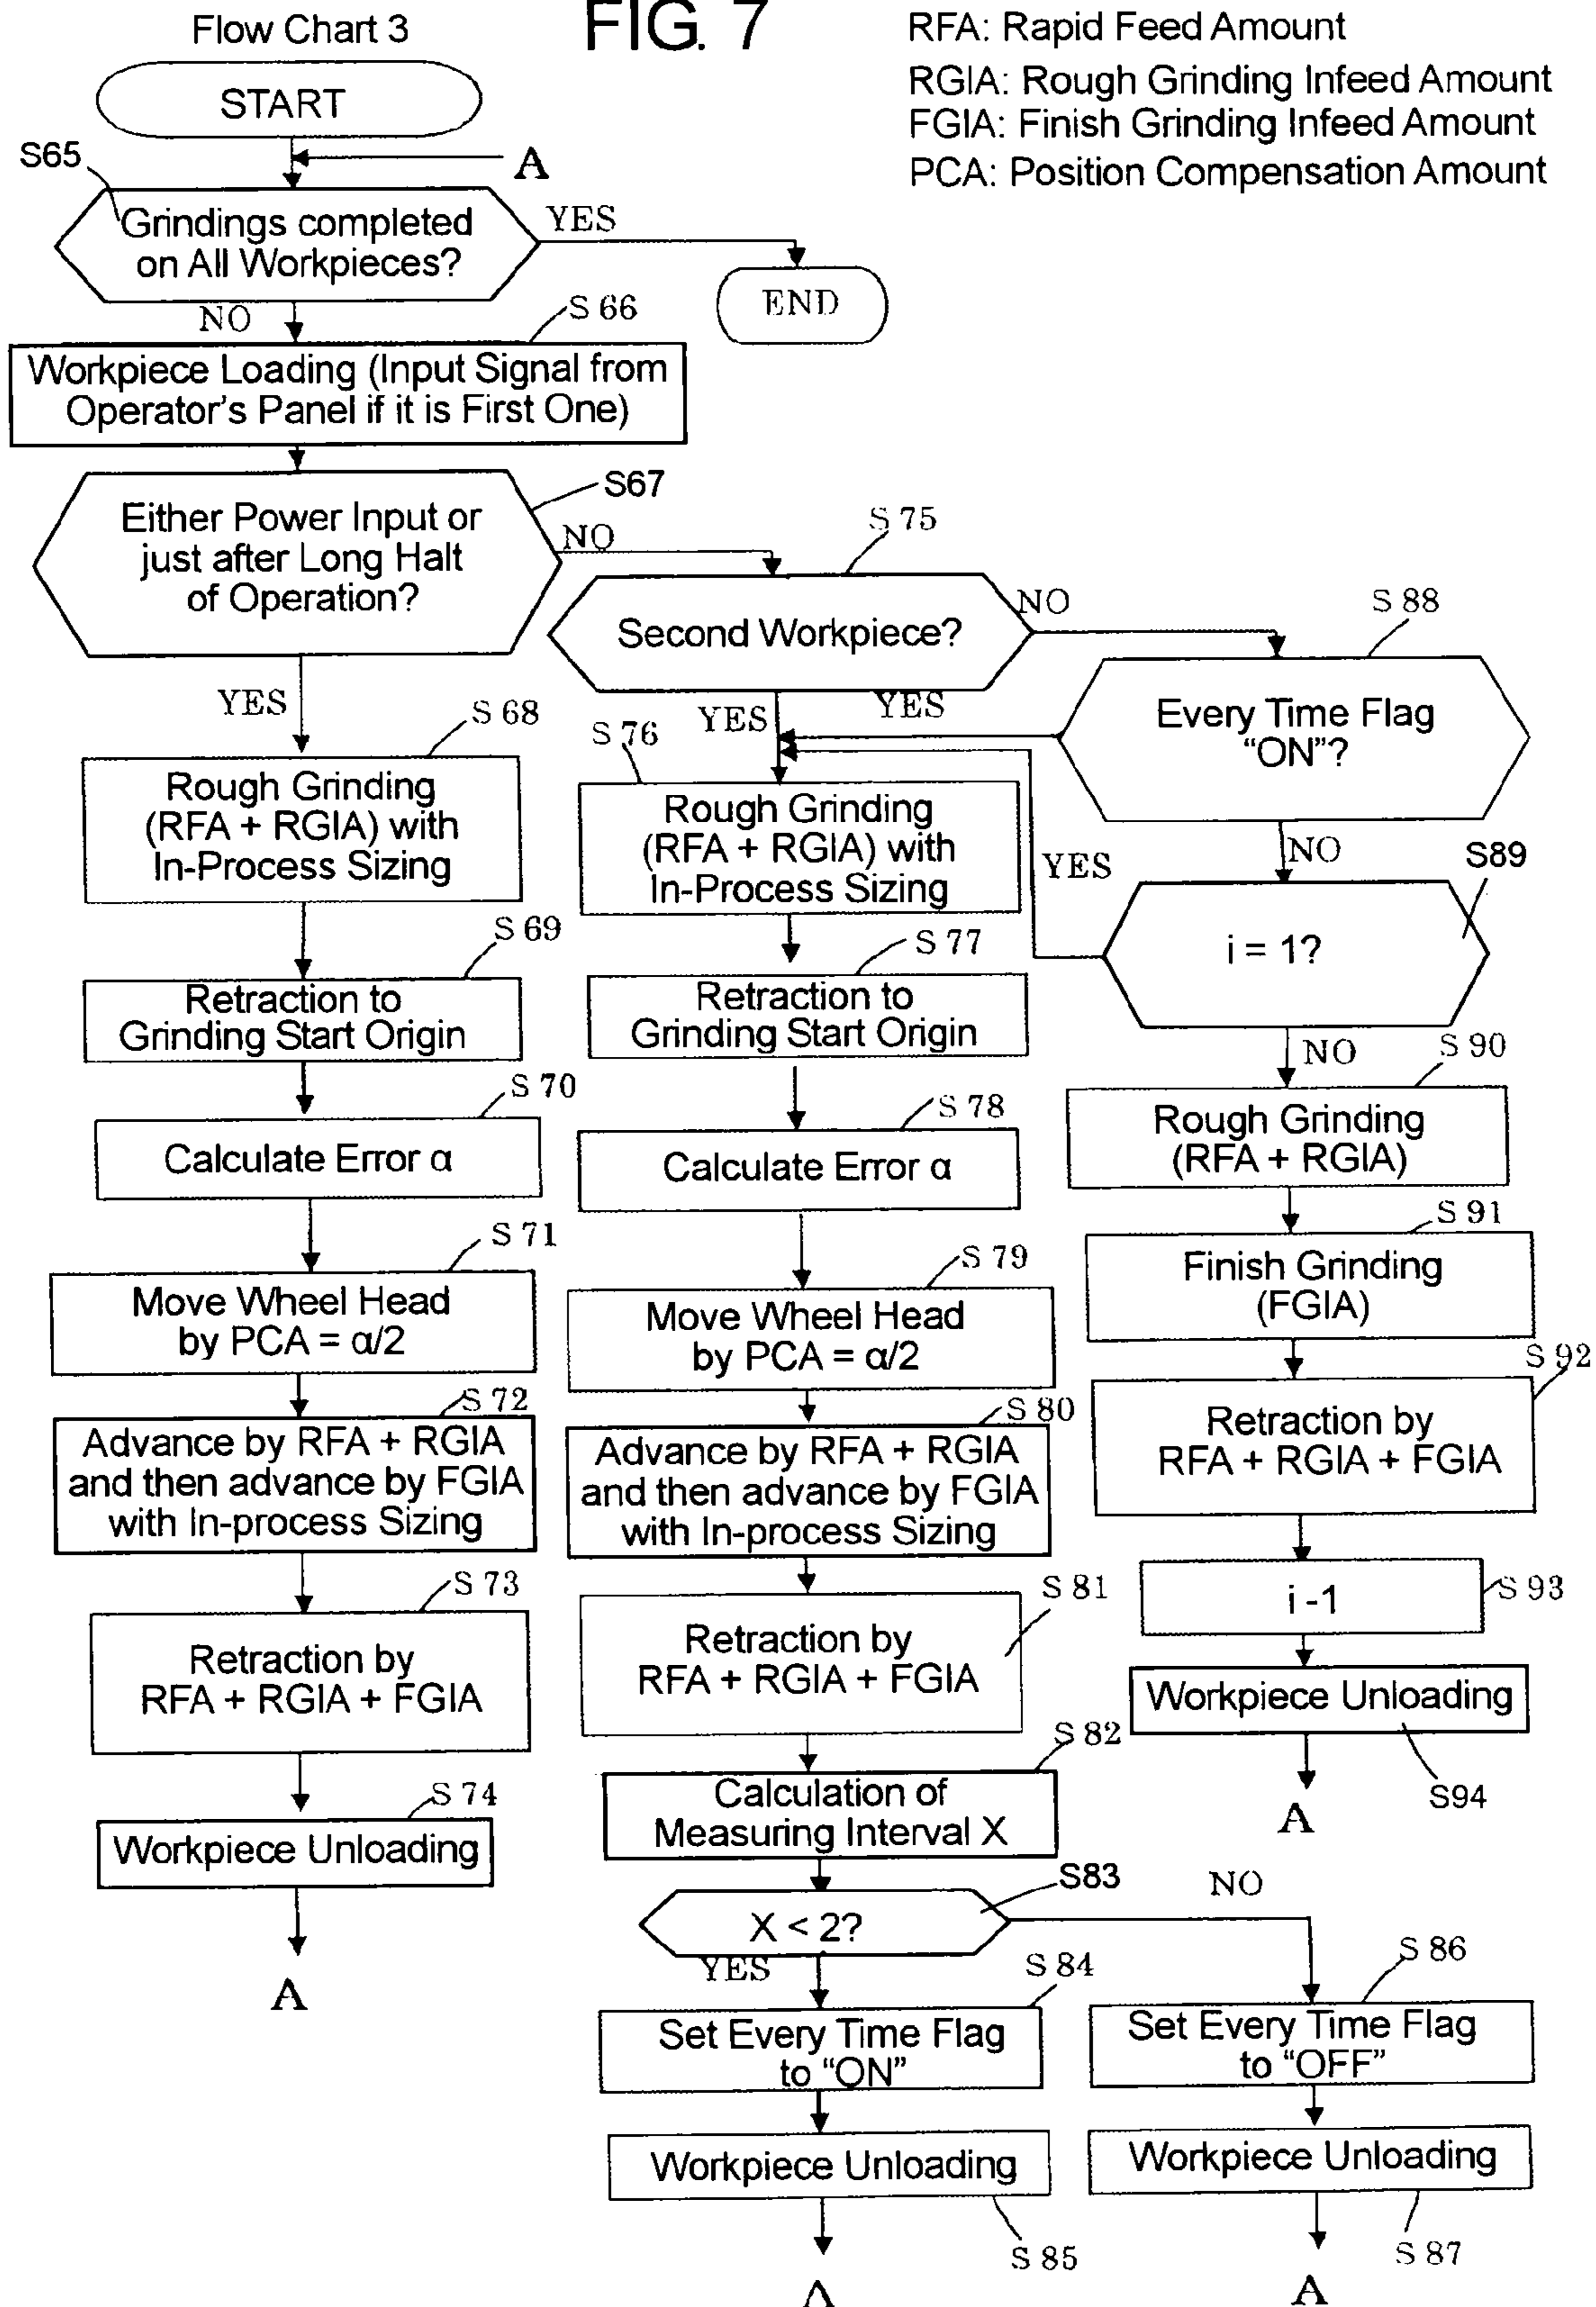 Flow Chart 3
FIG. 7
RFA: Rapid Feed Amount
RGIA: Rough Grinding Infeed Amount
FGIA: Finish Grinding Infeed Amount
PCA: Position Compensation Amount
START
A
S65
Grindings completed
on All Workpieces?
YES
END
NO
S 66
Workpiece Loading (Input Signal from
Operator's Panel if it is First One)
S67
Either Power Input or
just after Long Halt
of Operation?
NO
YES
S 68
Rough Grinding
(RFA + RGIA) with
In-Process Sizing
S 69
Retraction to
Grinding Start Origin
S 70
Calculate Error α
S 71
Move Wheel Head
by PCA = α/2
S 72
Advance by RFA + RGIA
and then advance by FGIA
with In-process Sizing
S 73
Retraction by
RFA + RGIA + FGIA
S 74
Workpiece Unloading
A
S 75
Second Workpiece?
NO
YES
YES
S 76
Rough Grinding
(RFA + RGIA) with
In-Process Sizing
S 77
Retraction to
Grinding Start Origin
S 78
Calculate Error α
S 79
Move Wheel Head
by PCA = α/2
S 80
Advance by RFA + RGIA
and then advance by FGIA
with In-process Sizing
S 81
Retraction by
RFA + RGIA + FGIA
S 82
Calculation of
Measuring Interval X
S83
X < 2?
NO
YES
S 84
Set Every Time Flag
to “ON”
Workpiece Unloading
S 85
A
S 86
Set Every Time Flag
to “OFF”
Workpiece Unloading
S 87
A
S 88
Every Time Flag
“ON”?
NO
YES
S89
i = 1?
NO
S 90
Rough Grinding
(RFA + RGIA)
S 91
Finish Grinding
(FGIA)
S 92
Retraction by
RFA + RGIA + FGIA
i -1
S 93
Workpiece Unloading
S94
A